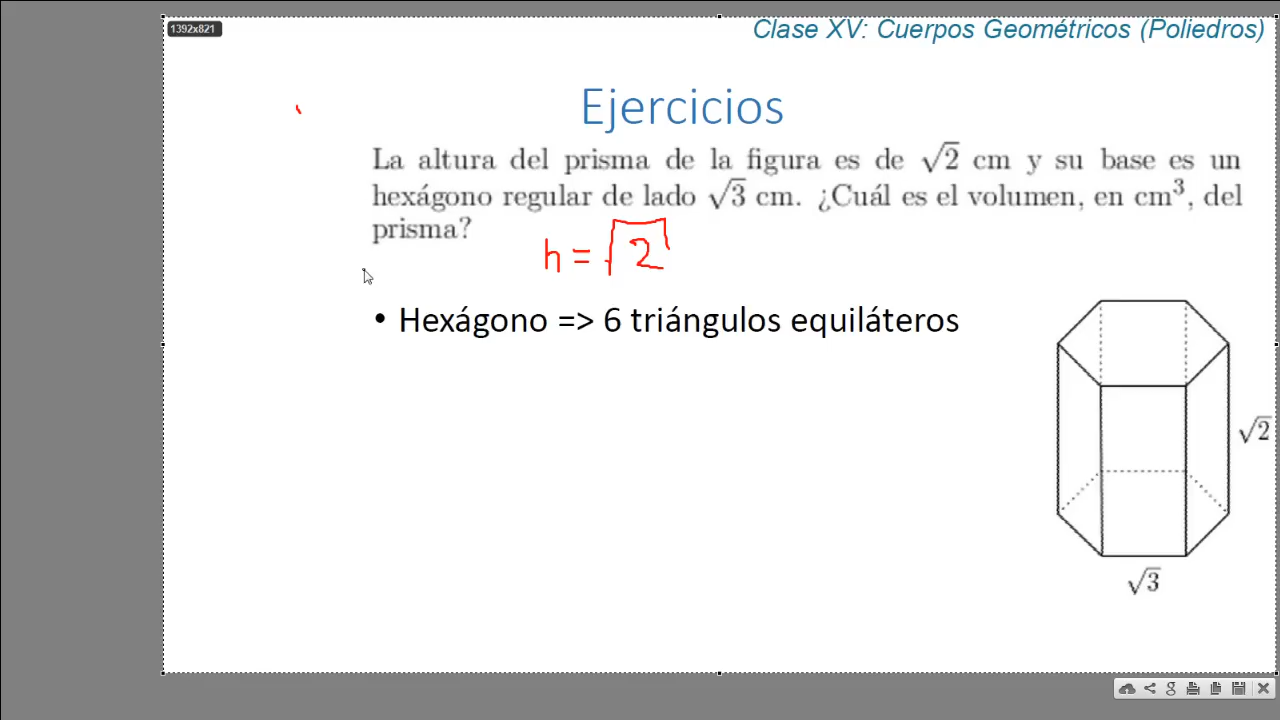 1392x821
Clase XV: Cuerpos Geométricos (Poliedros)
Ejercicios
La altura del prisma de la figura es de √2 cm y su base es un
hexágono regular de lado √3 cm. ¿Cuál es el volumen, en cm³, del
prisma?
h = √2
• Hexágono => 6 triángulos equiláteros
√2
√3